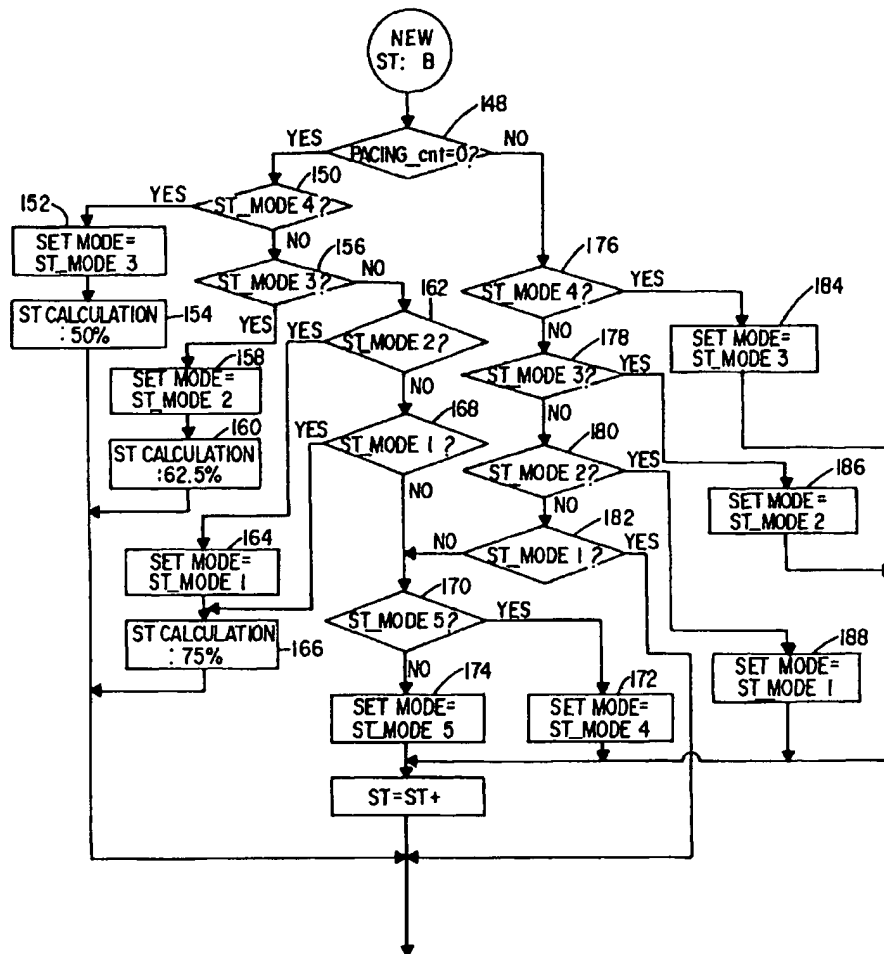 NEW
ST: B
148
YES
PACING_cnt=0?
NO
150
YES
ST_MODE 4?
152
NO
176
SET MODE=
ST_MODE 3
156
ST_MODE 3?
NO
ST_MODE 4?
YES
184
162
ST CALCULATION
:50%
154
YES
YES
ST_MODE 2?
NO
178
SET MODE=
ST_MODE 3
158
SET MODE=
ST_MODE 2
NO
ST_MODE 3?
YES
168
NO
160
YES
ST_MODE 1?
180
ST CALCULATION
:62.5%
ST_MODE 2?
YES
186
NO
NO
182
SET MODE=
ST_MODE 2
164
NO
ST_MODE 1?
YES
SET MODE=
ST_MODE 1
170
ST_MODE 5?
YES
ST CALCULATION
:75%
166
188
NO
174
172
SET MODE=
ST_MODE 1
SET MODE=
ST_MODE 5
SET MODE=
ST_MODE 4
ST=ST+